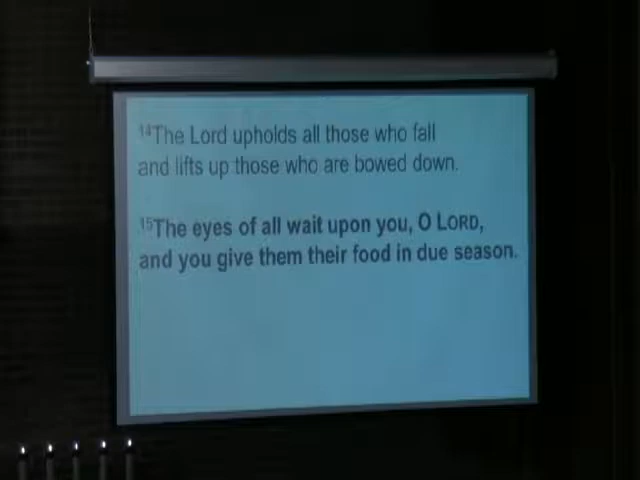 14The Lord upholds all those who fall
and lifts up those who are bowed down.
15The eyes of all wait upon you, O LORD,
and you give them their food in due season.